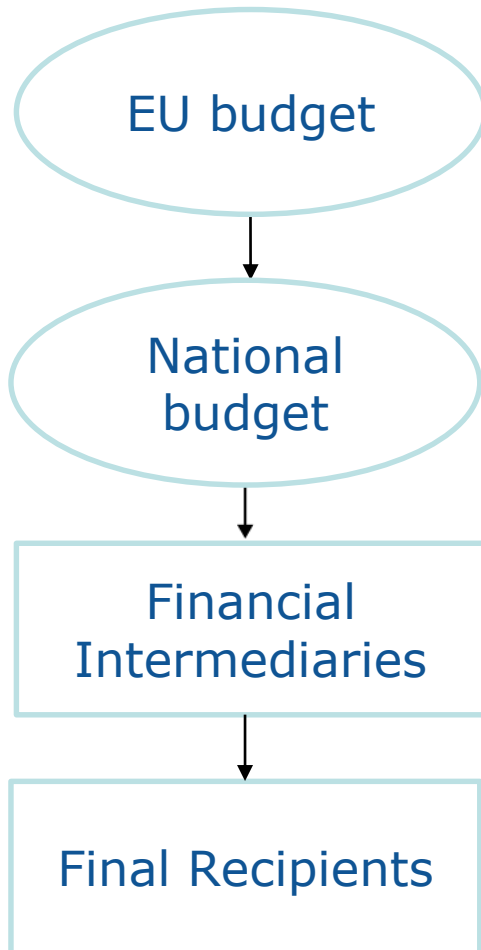 EU budget
National
budget
Financial
Intermediaries
Final Recipients